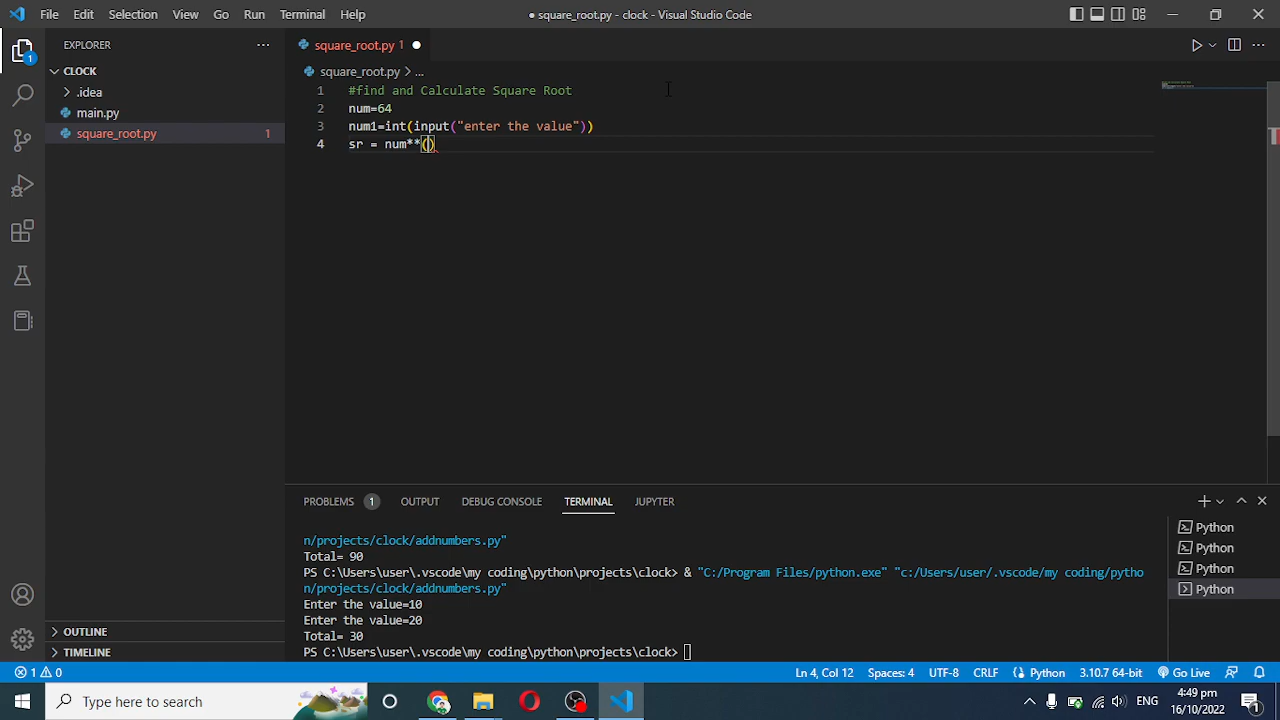 File Edit Selection View Go Run Terminal Help
● square_root.py - clock - Visual Studio Code
EXPLORER
CLOCK
.idea
main.py
square_root.py 1
OUTLINE
TIMELINE
1
square_root.py 1
square_root.py > ...
1 #find and Calculate Square Root
2 num=64
3 num1=int(input("enter the value"))
4 sr = num**()
PROBLEMS 1 OUTPUT DEBUG CONSOLE TERMINAL JUPYTER
n/projects/clock/addnumbers.py"
Total= 90
PS C:\Users\user\.vscode\my coding\python\projects\clock> & "C:/Program Files/python.exe" "c:/Users/user/.vscode/my coding/pytho
n/projects/clock/addnumbers.py"
Enter the value=10
Enter the value=20
Total= 30
PS C:\Users\user\.vscode\my coding\python\projects\clock>
Python
Python
Python
Python
1 0 Ln 4, Col 12 Spaces: 4 UTF-8 CRLF Python 3.10.7 64-bit Go Live
Type here to search
ENG
4:49 pm
16/10/2022
1